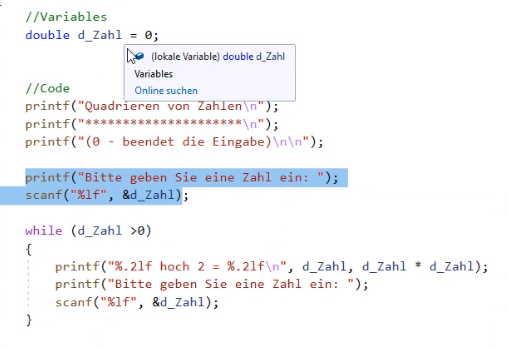 //Variables
double d_Zahl = 0;
(lokale Variable) double d_Zahl
Variables
Online suchen
//Code
printf("Quadrieren von Zahlen\n");
printf("*********************\n");
printf("(0 - beendet die Eingabe)\n\n");
printf("Bitte geben Sie eine Zahl ein: ");
scanf("%lf", &d_Zahl);
while (d_Zahl >0)
{
printf("%.2lf hoch 2 = %.2lf\n", d_Zahl, d_Zahl * d_Zahl);
printf("Bitte geben Sie eine Zahl ein: ");
scanf("%lf", &d_Zahl);
}